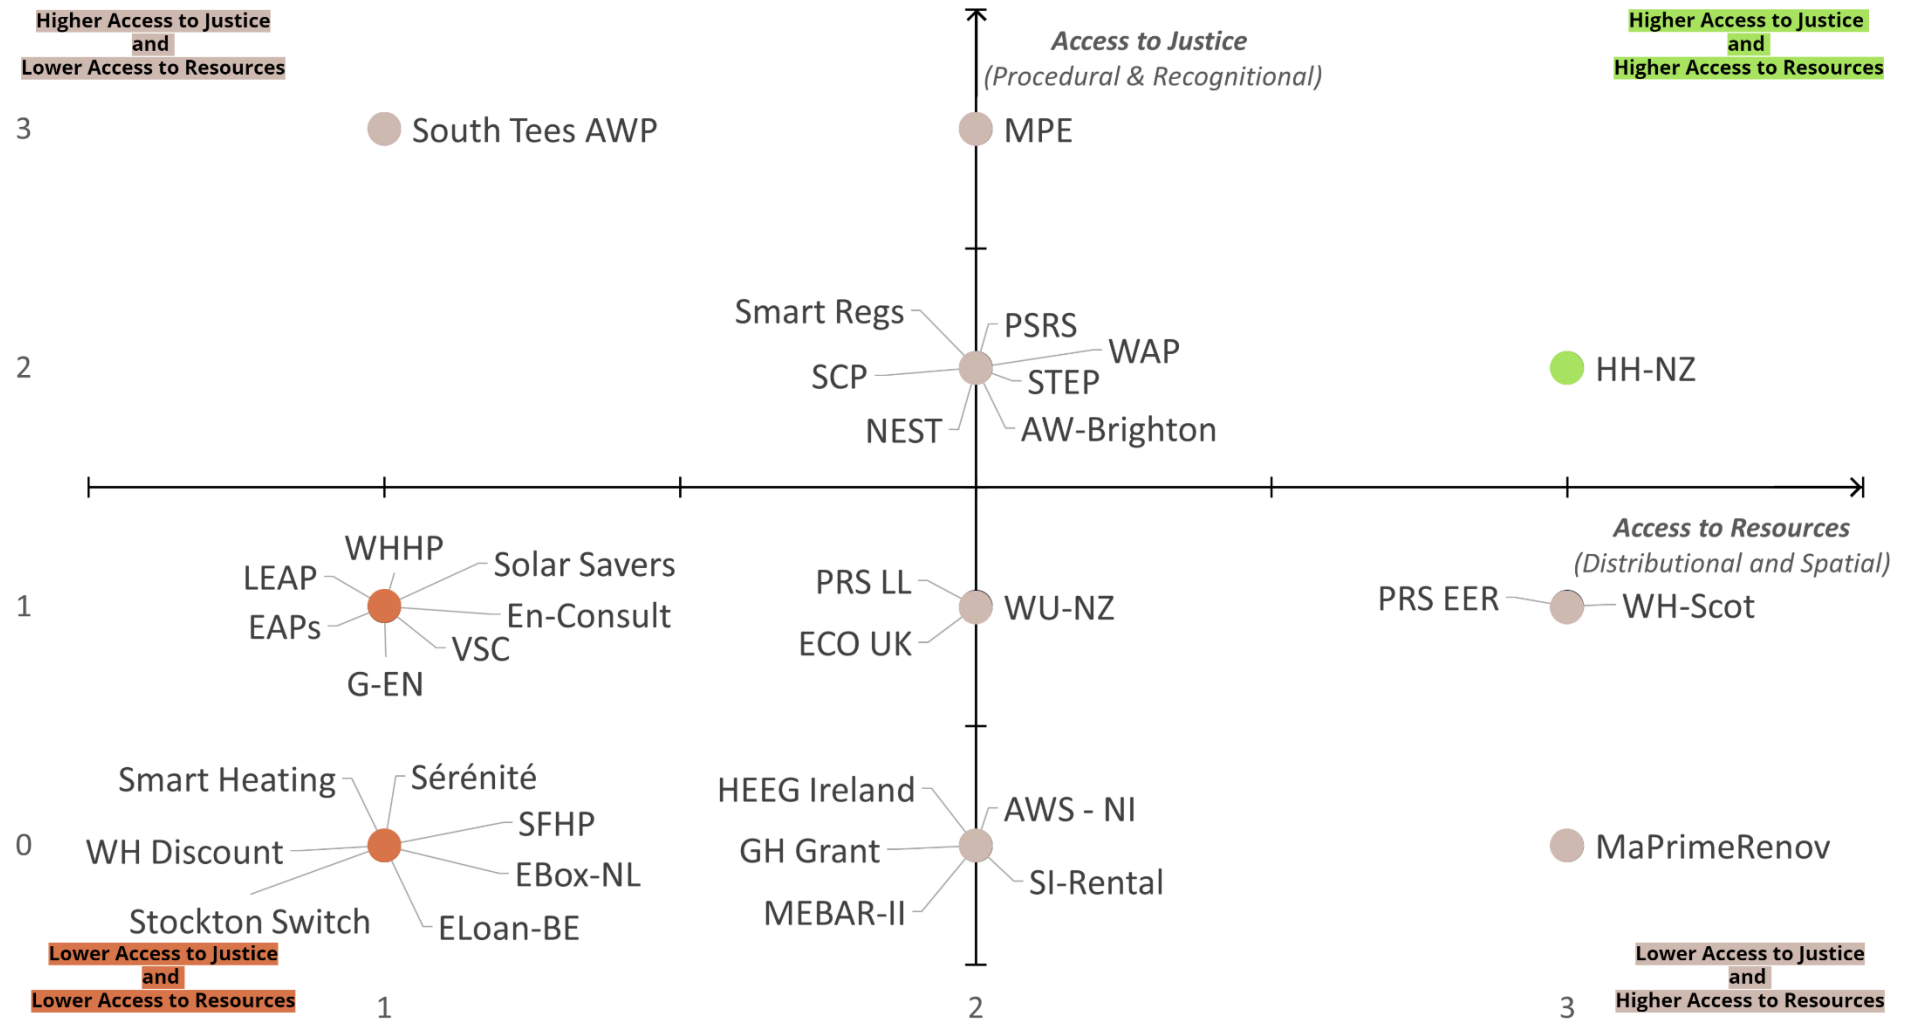 Higher Access to Justice
and
Lower Access to Resources
Access to Justice
(Procedural & Recognitional)
Higher Access to Justice
and
Higher Access to Resources
3
South Tees AWP
MPE
Smart Regs
PSRS
WAP
2
SCP
STEP
HH-NZ
NEST
AW-Brighton
Access to Resources
(Distributional and Spatial)
WHHP
Solar Savers
LEAP
PRS LL
PRS EER
1
En-Consult
WU-NZ
WH-Scot
EAPs
VSC
ECO UK
G-EN
Smart Heating
Sérénité
HEEG Ireland
AWS - NI
SFHP
0
WH Discount
GH Grant
MaPrimeRenov
EBox-NL
SI-Rental
Stockton Switch
ELoan-BE
MEBAR-II
Lower Access to Justice
and
Lower Access to Resources
Lower Access to Justice
and
Higher Access to Resources
1
2
3